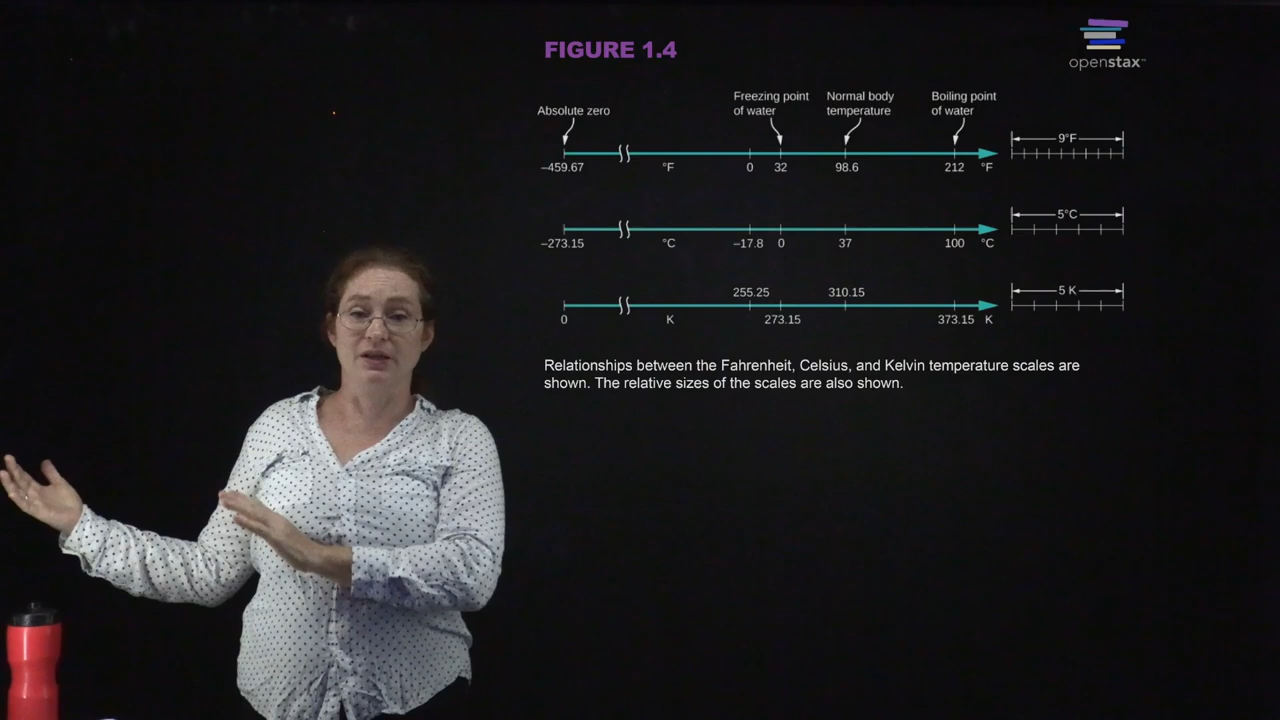 FIGURE 1.4
openstax™
Absolute zero
Freezing point
of water
Normal body
temperature
Boiling point
of water
–459.67 °F 0 32 98.6 212 °F
9°F
–273.15 °C –17.8 0 37 100 °C
5°C
255.25 310.15
0 K 273.15 373.15 K
5 K
Relationships between the Fahrenheit, Celsius, and Kelvin temperature scales are
shown. The relative sizes of the scales are also shown.